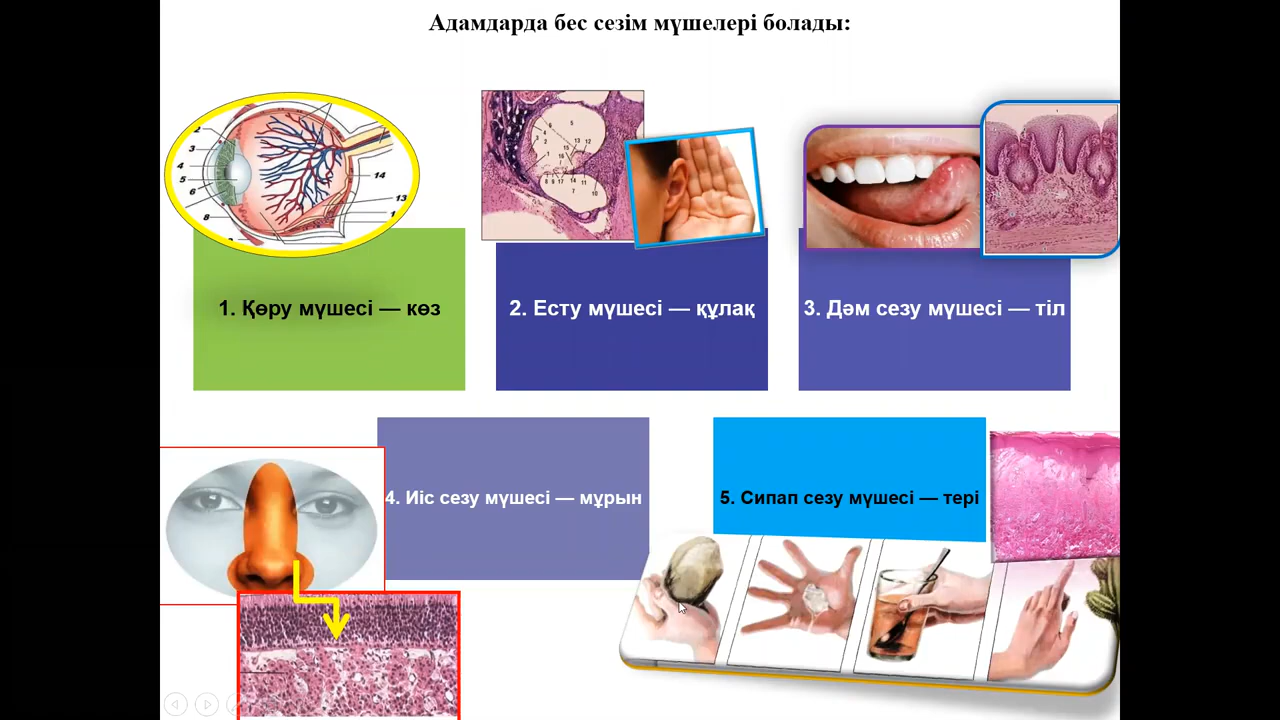 Адамдарда бес сезім мүшелері болады:
1. Қөру мүшесі — көз
2. Есту мүшесі — құлақ
3. Дәм сезу мүшесі — тіл
4. Иіс сезу мүшесі — мұрын
5. Сипап сезу мүшесі — тері